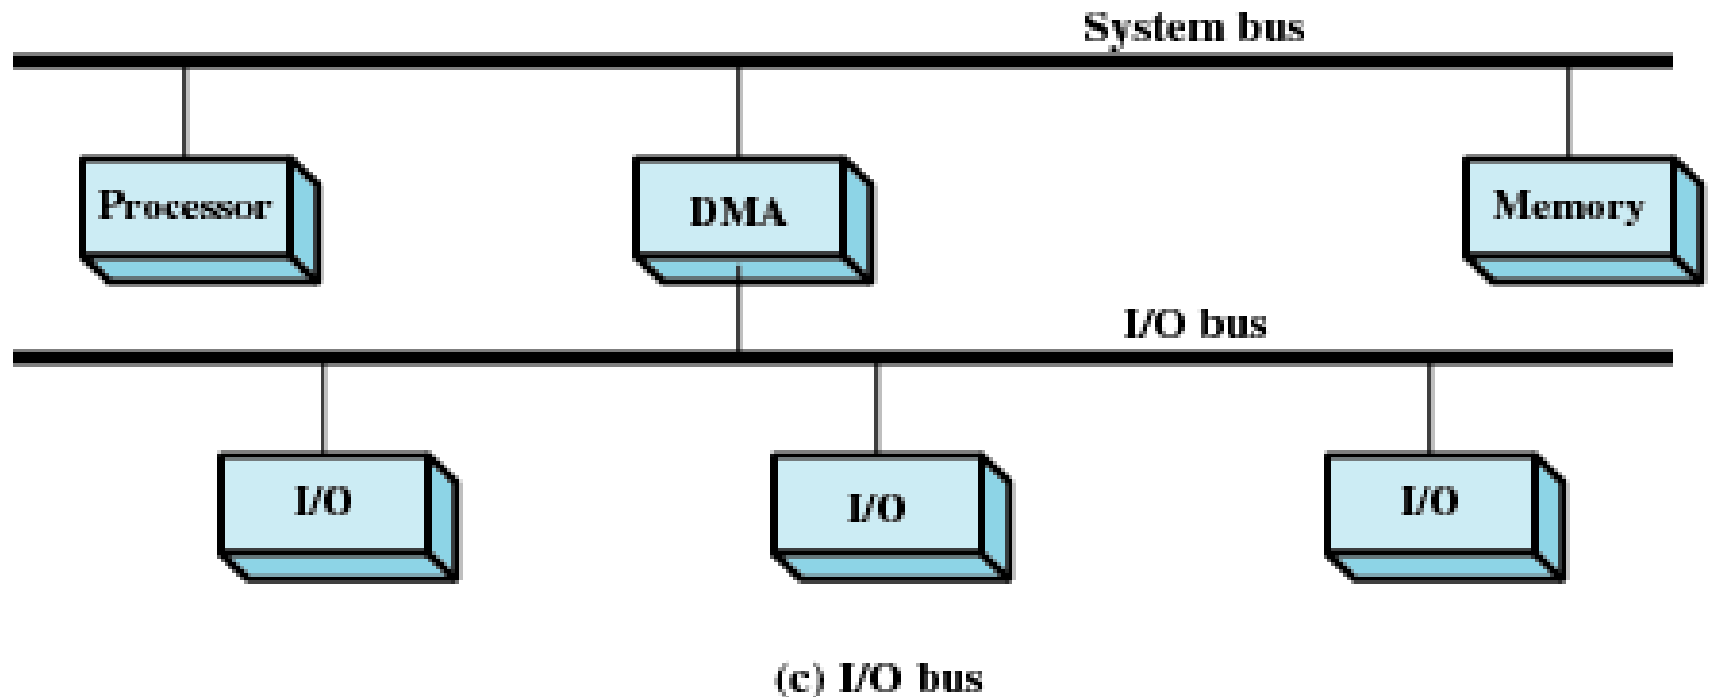 System bus
Processor
DMA
Memory
I/O bus
I/O
I/O
I/O
(c) I/O bus